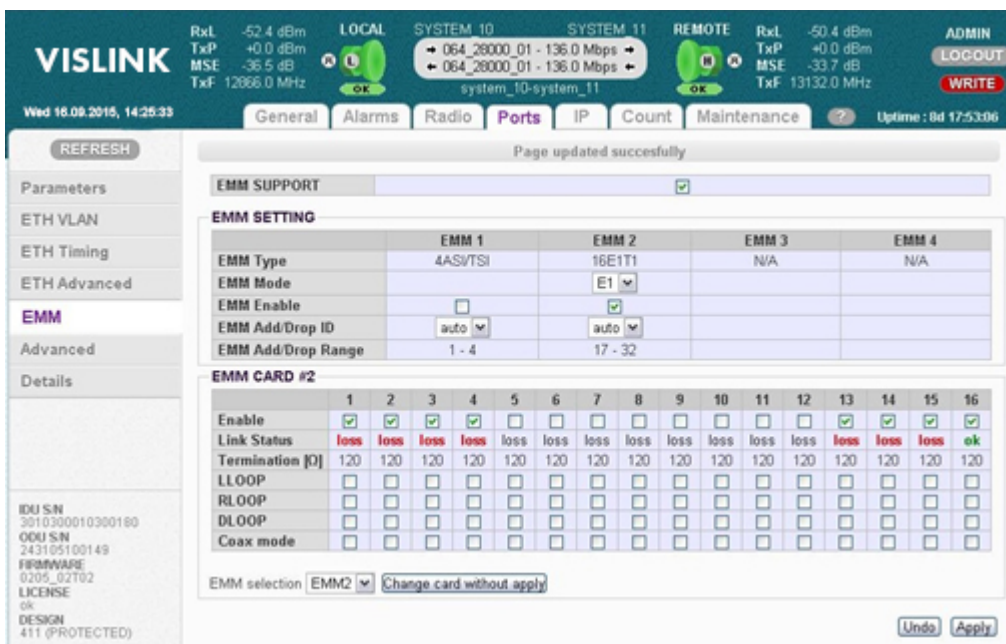 VISLINK
RxL -52.4 dBm
TxP +0.0 dBm
MSE -36.5 dB
TxF 12866.0 MHz
LOCAL
L
OK
SYSTEM_10 SYSTEM_11
→ 064_28000_01 - 136.0 Mbps →
← 064_28000_01 - 136.0 Mbps ←
system_10-system_11
REMOTE
OK
RxL -50.4 dBm
TxP +0.0 dBm
MSE -33.7 dB
TxF 13132.0 MHz
ADMIN
LOGOUT
WRITE
Wed 16.09.2015, 14:25:33
General Alarms Radio Ports IP Count Maintenance ?
Uptime : 8d 17:53:06
REFRESH
Parameters
ETH VLAN
ETH Timing
ETH Advanced
EMM
Advanced
Details
IDU S/N
3010300010300180
ODU S/N
243105100149
FIRMWARE
0205_02T02
LICENSE
ok
DESIGN
411 (PROTECTED)
Page updated succesfully
EMM SUPPORT
EMM SETTING
EMM 1 EMM 2 EMM 3 EMM 4
EMM Type 4ASI/TSI 16E1T1 N/A N/A
EMM Mode E1
EMM Enable
EMM Add/Drop ID auto auto
EMM Add/Drop Range 1 - 4 17 - 32
EMM CARD #2
1 2 3 4 5 6 7 8 9 10 11 12 13 14 15 16
Enable
Link Status loss loss loss loss loss loss loss loss loss loss loss loss loss loss loss ok
Termination [Ω] 120 120 120 120 120 120 120 120 120 120 120 120 120 120 120 120
LLOOP
RLOOP
DLOOP
Coax mode
EMM selection EMM2 Change card without apply
Undo Apply